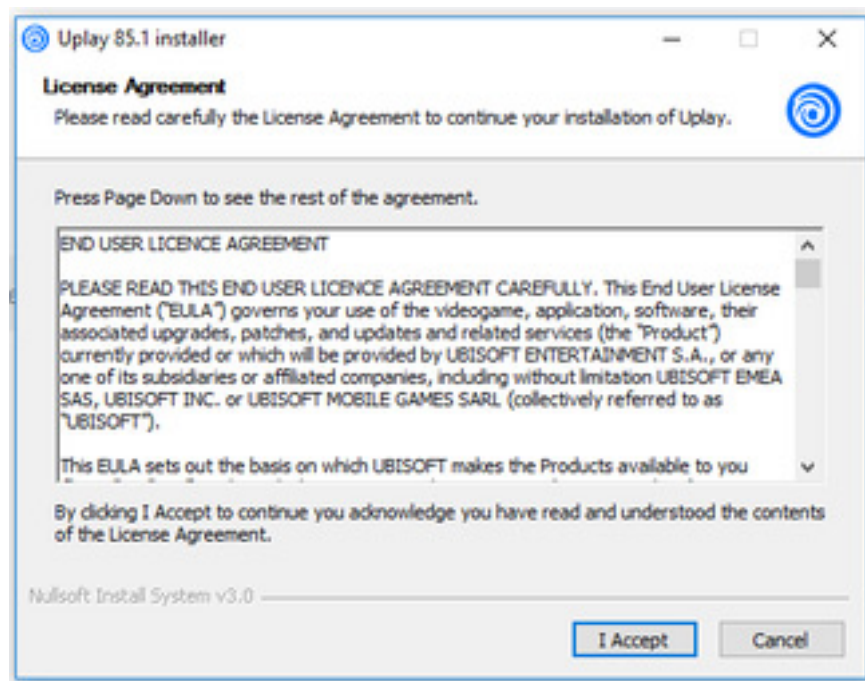 Uplay 85.1 installer
License Agreement
Please read carefully the License Agreement to continue your installation of Uplay.
Press Page Down to see the rest of the agreement.
END USER LICENCE AGREEMENT
PLEASE READ THIS END USER LICENCE AGREEMENT CAREFULLY. This End User License
Agreement ("EULA") governs your use of the videogame, application, software, their
associated upgrades, patches, and updates and related services (the "Product")
currently provided or which will be provided by UBISOFT ENTERTAINMENT S.A., or any
one of its subsidiaries or affiliated companies, including without limitation UBISOFT EMEA
SAS, UBISOFT INC. or UBISOFT MOBILE GAMES SARL (collectively referred to as
"UBISOFT").
This EULA sets out the basis on which UBISOFT makes the Products available to you
By clicking I Accept to continue you acknowledge you have read and understood the contents
of the License Agreement.
Nullsoft Install System v3.0
I Accept
Cancel